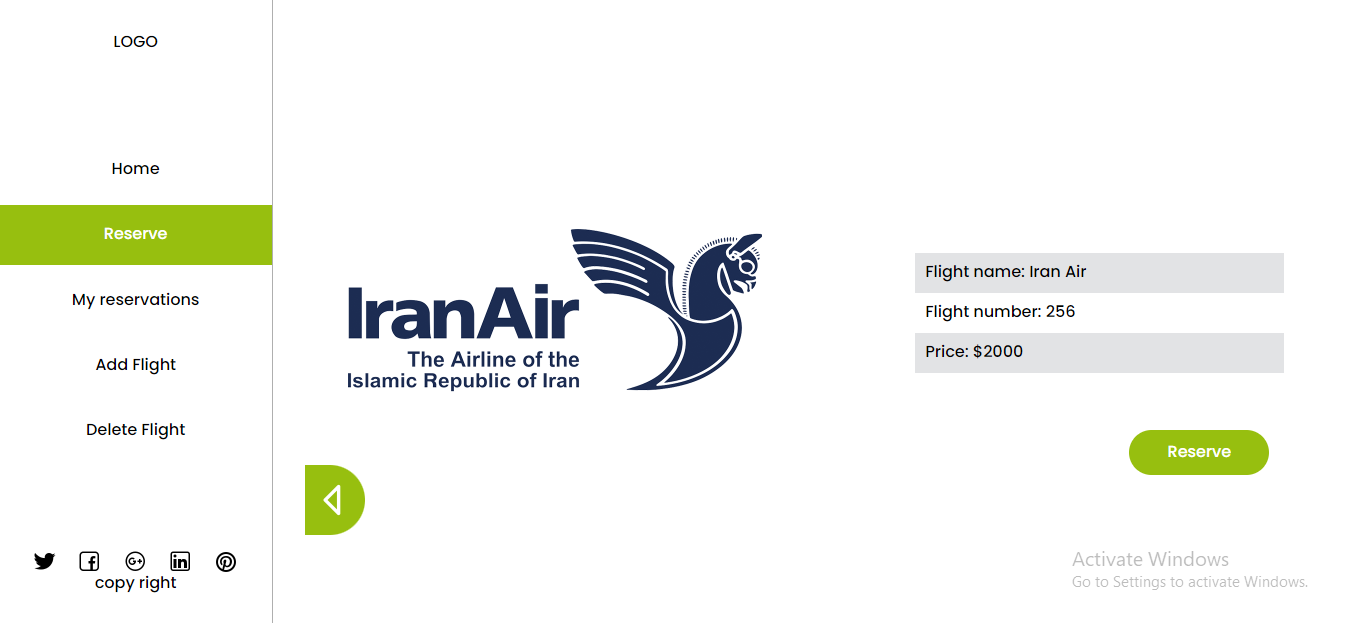 LOGO
Home
Reserve
My reservations
Add Flight
Delete Flight
copy right
IranAir
The Airline of the
Islamic Republic of Iran
Flight name: Iran Air
Flight number: 256
Price: $2000
Reserve
Activate Windows
Go to Settings to activate Windows.